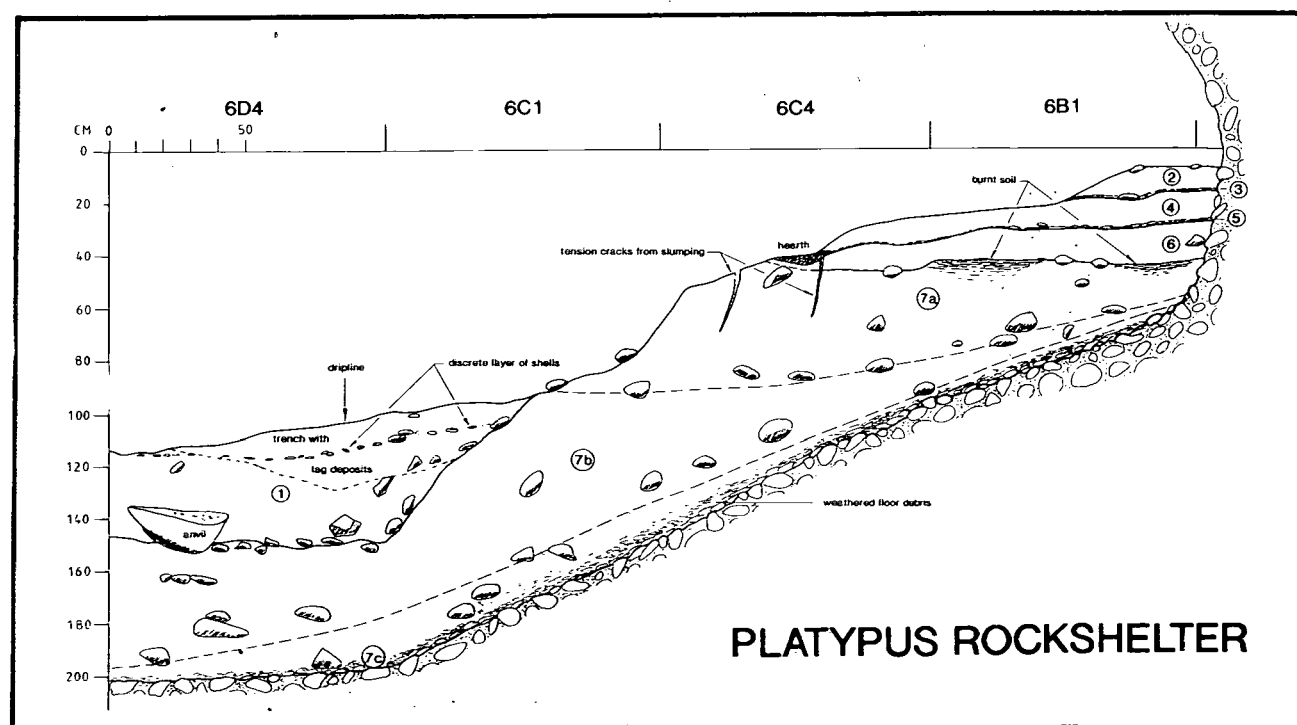 6D4 6C1 6C4 6B1
CM 0 50
0
burnt soil
2
3
20
4
5
hearth
6
40
tension cracks from slumping
7a
60
80
discrete layer of shells
dripline
100
trench with
lag deposits
120
7b
1
weathered floor debris
140
anvil
160
180
PLATYPUS ROCKSHELTER
7c
200